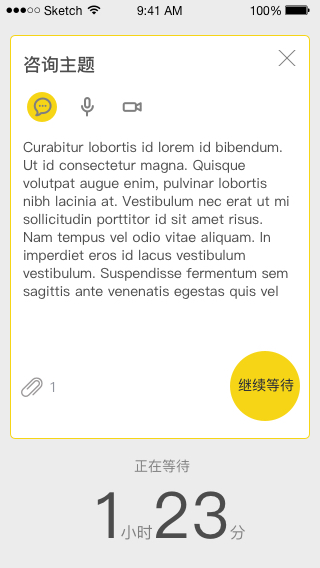 Sketch 9:41 AM 100%
咨询主题
Curabitur lobortis id lorem id bibendum.
Ut id consectetur magna. Quisque
volutpat augue enim, pulvinar lobortis
nibh lacinia at. Vestibulum nec erat ut mi
sollicitudin porttitor id sit amet risus.
Nam tempus vel odio vitae aliquam. In
imperdiet eros id lacus vestibulum
vestibulum. Suspendisse fermentum sem
sagittis ante venenatis egestas quis vel
1
继续等待
正在等待
1小时23分